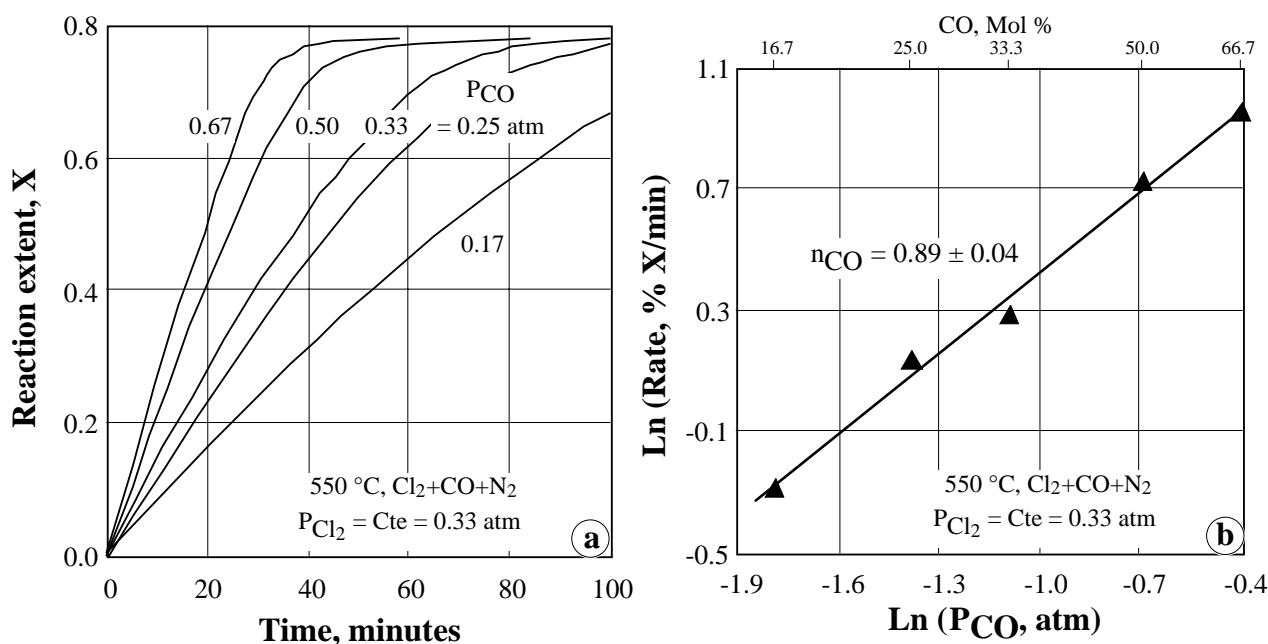 0.8
0.6
0.4
0.2
0.0
Reaction extent, X
0 20 40 60 80 100
Time, minutes
PCO
0.67 0.50 0.33 = 0.25 atm
0.17
550 °C, Cl2+CO+N2
PCl2 = Cte = 0.33 atm
a
CO, Mol %
16.7 25.0 33.3 50.0 66.7
1.1
0.7
0.3
-0.1
-0.5
Ln (Rate, % X/min)
nCO = 0.89 ± 0.04
550 °C, Cl2+CO+N2
PCl2 = Cte = 0.33 atm
b
-1.9 -1.6 -1.3 -1.0 -0.7 -0.4
Ln (PCO, atm)